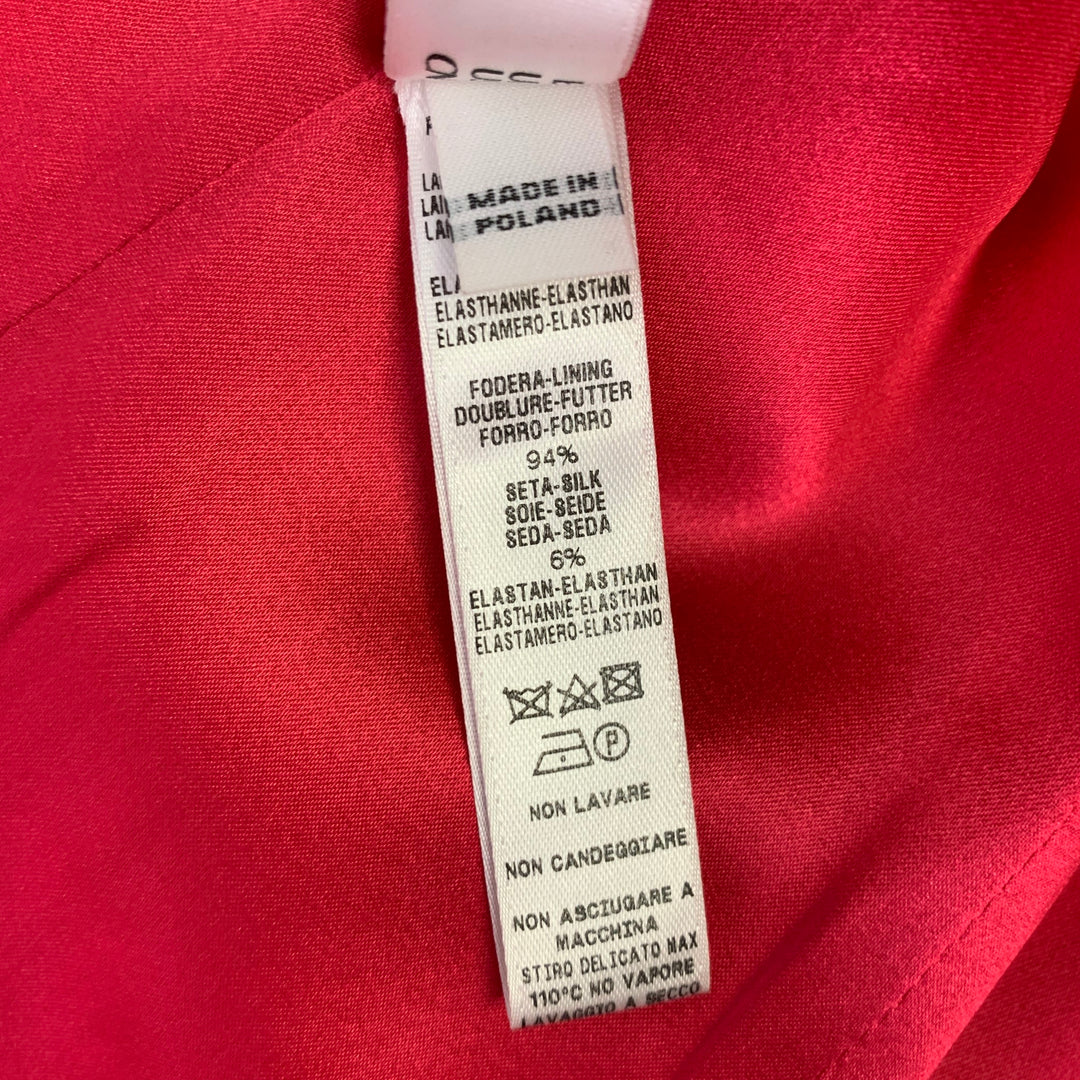 MADE IN
POLAND
ELASTHANNE-ELASTHAN
ELASTAMERO-ELASTANO
FODERA-LINING
DOUBLURE-FUTTER
FORRO-FORRO
94%
SETA-SILK
SOIE-SEIDE
SEDA-SEDA
6%
ELASTAN-ELASTHAN
ELASTHANNE-ELASTHAN
ELASTAMERO-ELASTANO
P
NON LAVARE
NON CANDEGGIARE
NON ASCIUGARE A
MACCHINA
STIRO DELICATO MAX
110°C NO VAPORE
LAVAGGIO A SECCO